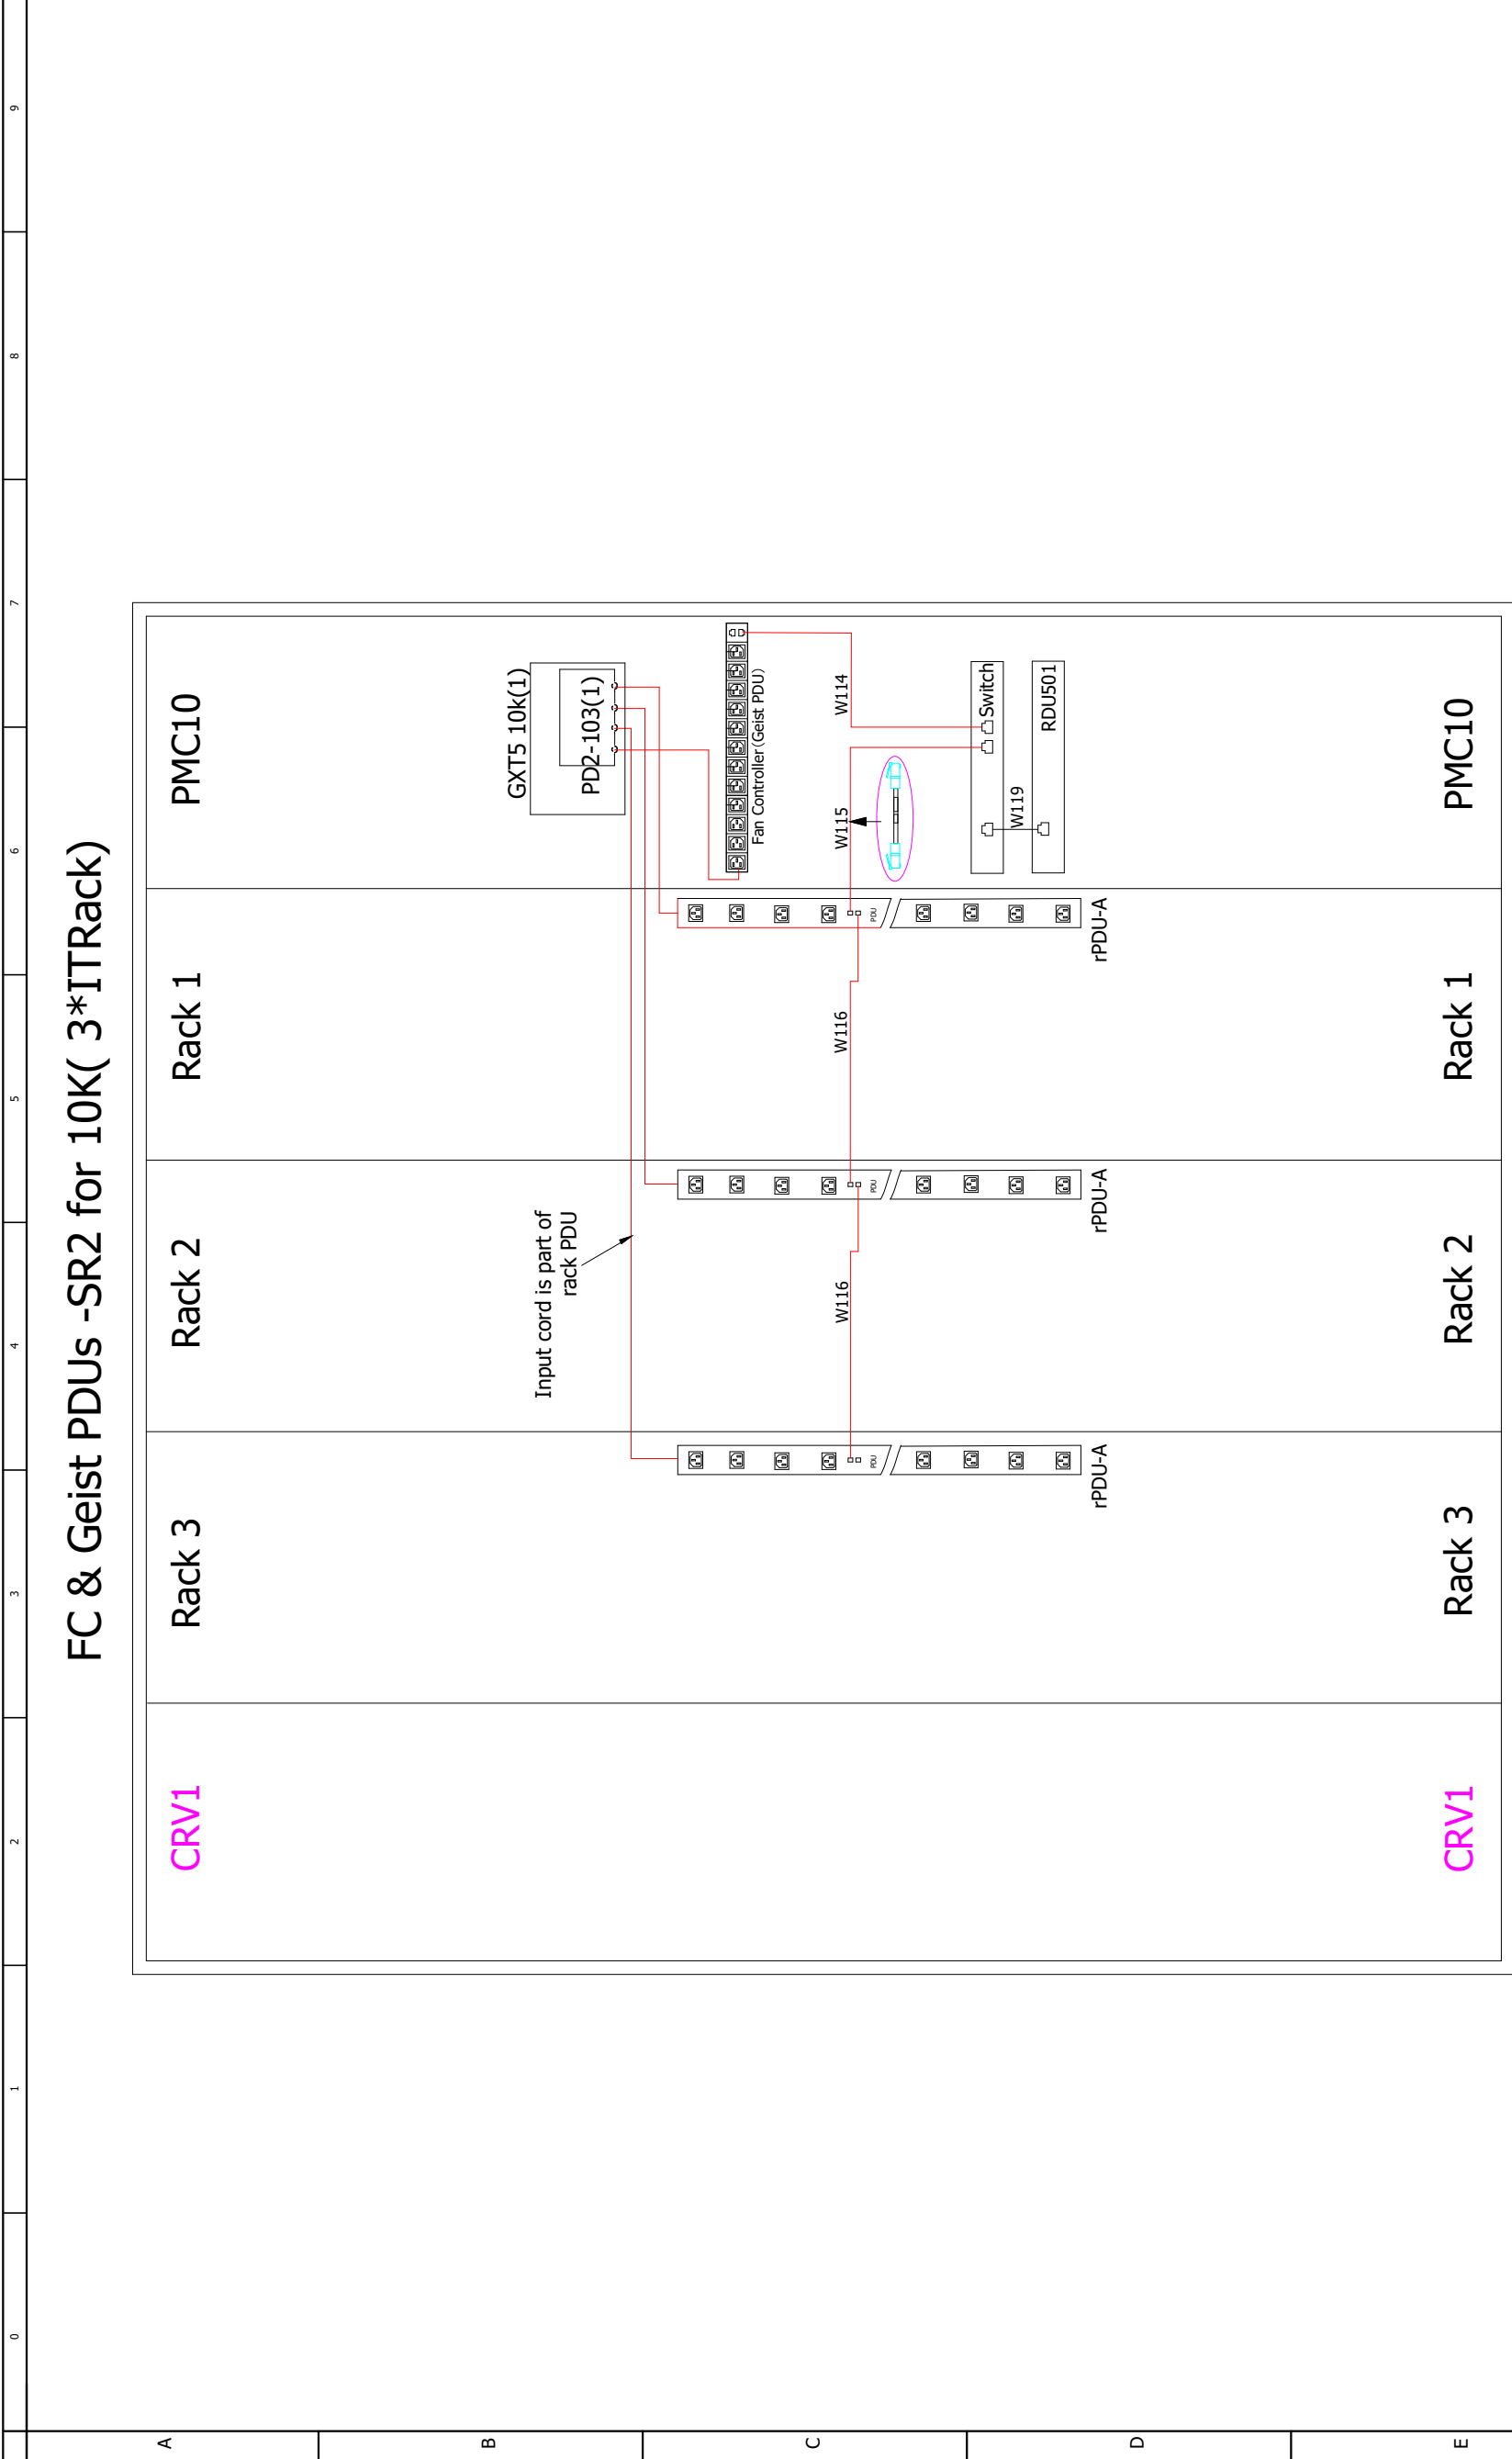 0
1
2
3
4
5
6
7
8
9
FC & Geist PDUs -SR2 for 10K( 3*ITRack)
A
B
C
D
E
CRV1
Rack 3
Rack 2
Rack 1
PMC10
GXT5 10k(1)
PD2-103(1)
Input cord is part of
rack PDU
Fan Controller(Geist PDU)
W116
W116
W115
W114
PDU
PDU
PDU
Switch
W119
RDU501
rPDU-A
rPDU-A
rPDU-A
CRV1
Rack 3
Rack 2
Rack 1
PMC10